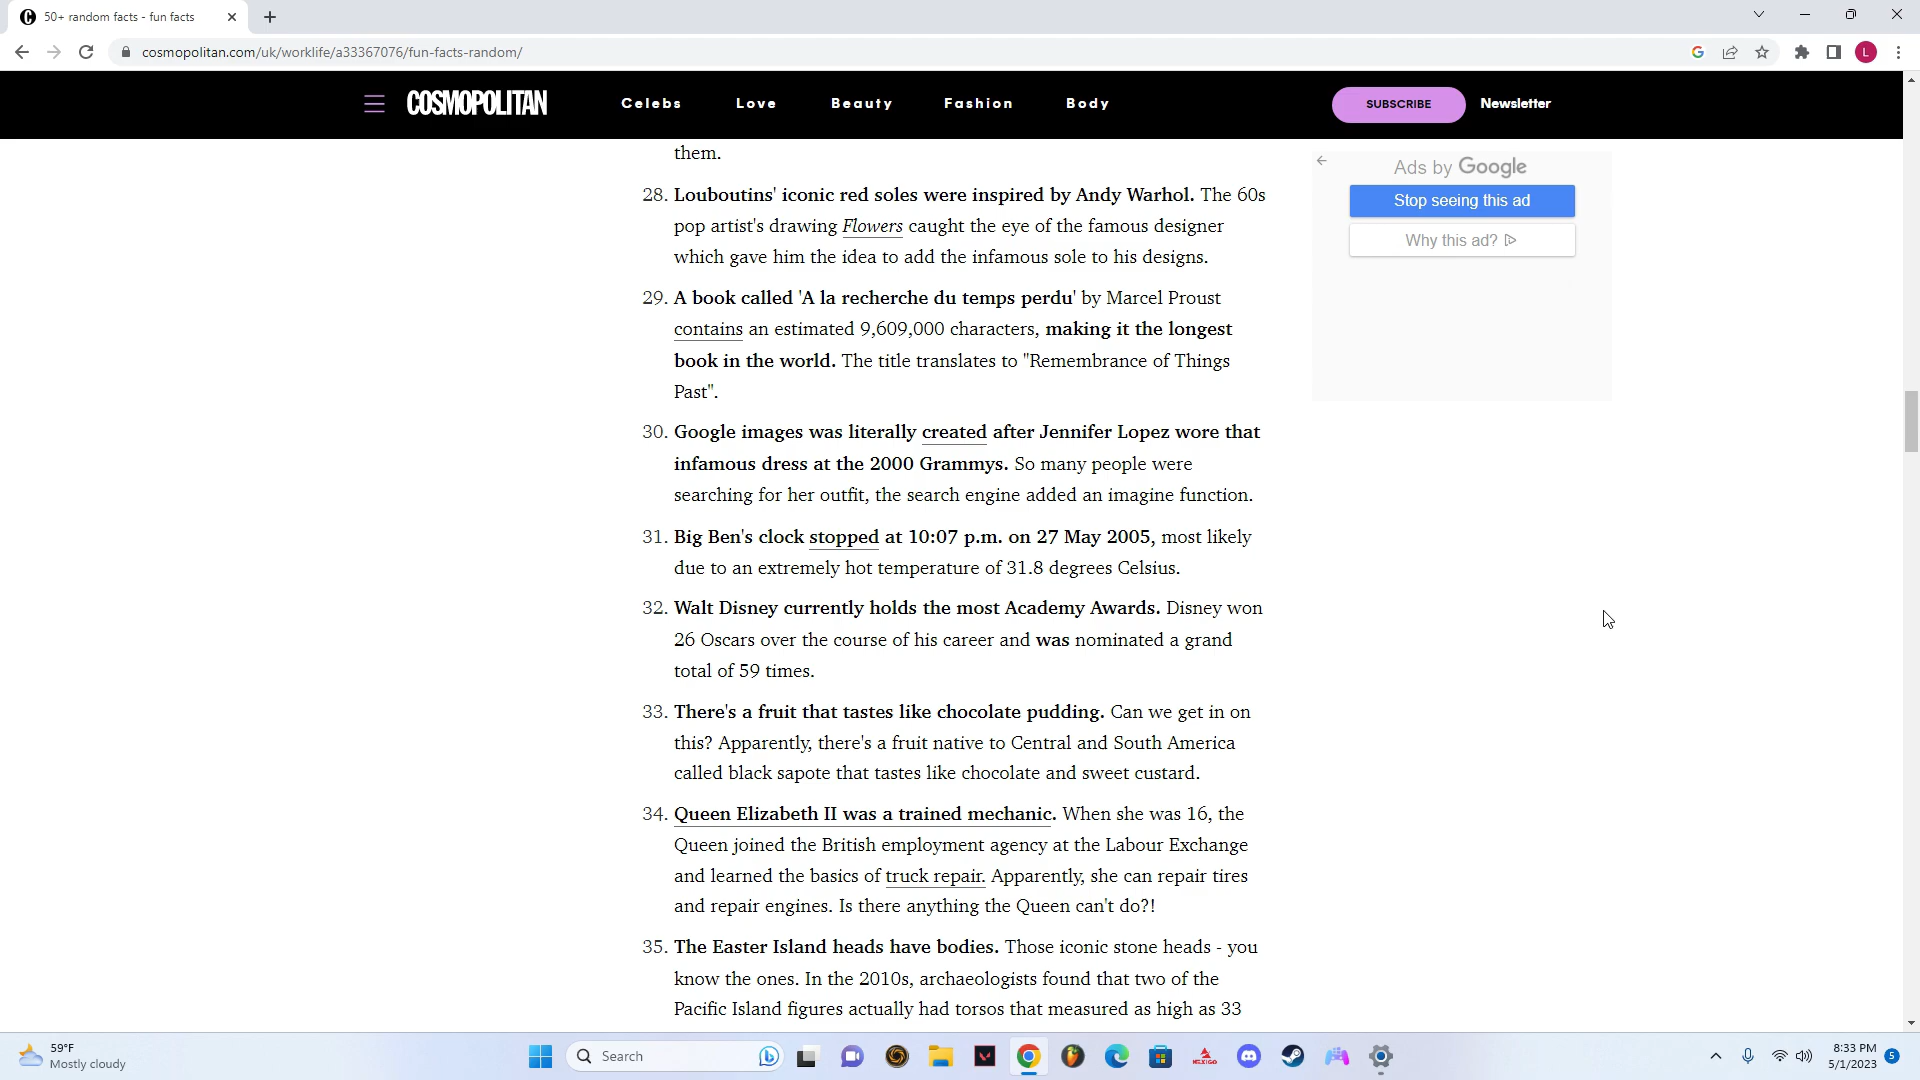 50+ random facts - fun facts
cosmopolitan.com/uk/worklife/a33367076/fun-facts-random/
L
COSMOPOLITAN
Celebs
Love
Beauty
Fashion
Body
SUBSCRIBE
Newsletter
them.
28. Louboutins' iconic red soles were inspired by Andy Warhol. The 60s
pop artist's drawing Flowers caught the eye of the famous designer
which gave him the idea to add the infamous sole to his designs.
29. A book called 'A la recherche du temps perdu' by Marcel Proust
contains an estimated 9,609,000 characters, making it the longest
book in the world. The title translates to "Remembrance of Things
Past".
30. Google images was literally created after Jennifer Lopez wore that
infamous dress at the 2000 Grammys. So many people were
searching for her outfit, the search engine added an imagine function.
31. Big Ben's clock stopped at 10:07 p.m. on 27 May 2005, most likely
due to an extremely hot temperature of 31.8 degrees Celsius.
32. Walt Disney currently holds the most Academy Awards. Disney won
26 Oscars over the course of his career and was nominated a grand
total of 59 times.
33. There's a fruit that tastes like chocolate pudding. Can we get in on
this? Apparently, there's a fruit native to Central and South America
called black sapote that tastes like chocolate and sweet custard.
34. Queen Elizabeth II was a trained mechanic. When she was 16, the
Queen joined the British employment agency at the Labour Exchange
and learned the basics of truck repair. Apparently, she can repair tires
and repair engines. Is there anything the Queen can't do?!
35. The Easter Island heads have bodies. Those iconic stone heads - you
know the ones. In the 2010s, archaeologists found that two of the
Pacific Island figures actually had torsos that measured as high as 33
Ads by Google
Stop seeing this ad
Why this ad?
59°F
Mostly cloudy
Search
8:33 PM
5/1/2023
5